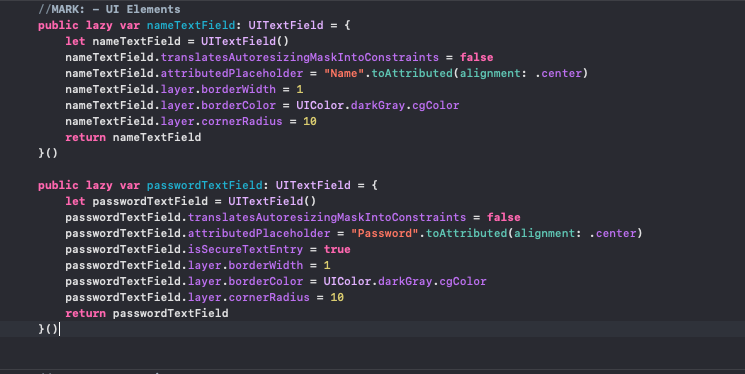 //MARK: - UI Elements
public lazy var nameTextField: UITextField = {
let nameTextField = UITextField()
nameTextField.translatesAutoresizingMaskIntoConstraints = false
nameTextField.attributedPlaceholder = "Name".toAttributed(alignment: .center)
nameTextField.layer.borderWidth = 1
nameTextField.layer.borderColor = UIColor.darkGray.cgColor
nameTextField.layer.cornerRadius = 10
return nameTextField
}()
public lazy var passwordTextField: UITextField = {
let passwordTextField = UITextField()
passwordTextField.translatesAutoresizingMaskIntoConstraints = false
passwordTextField.attributedPlaceholder = "Password".toAttributed(alignment: .center)
passwordTextField.isSecureTextEntry = true
passwordTextField.layer.borderWidth = 1
passwordTextField.layer.borderColor = UIColor.darkGray.cgColor
passwordTextField.layer.cornerRadius = 10
return passwordTextField
}()